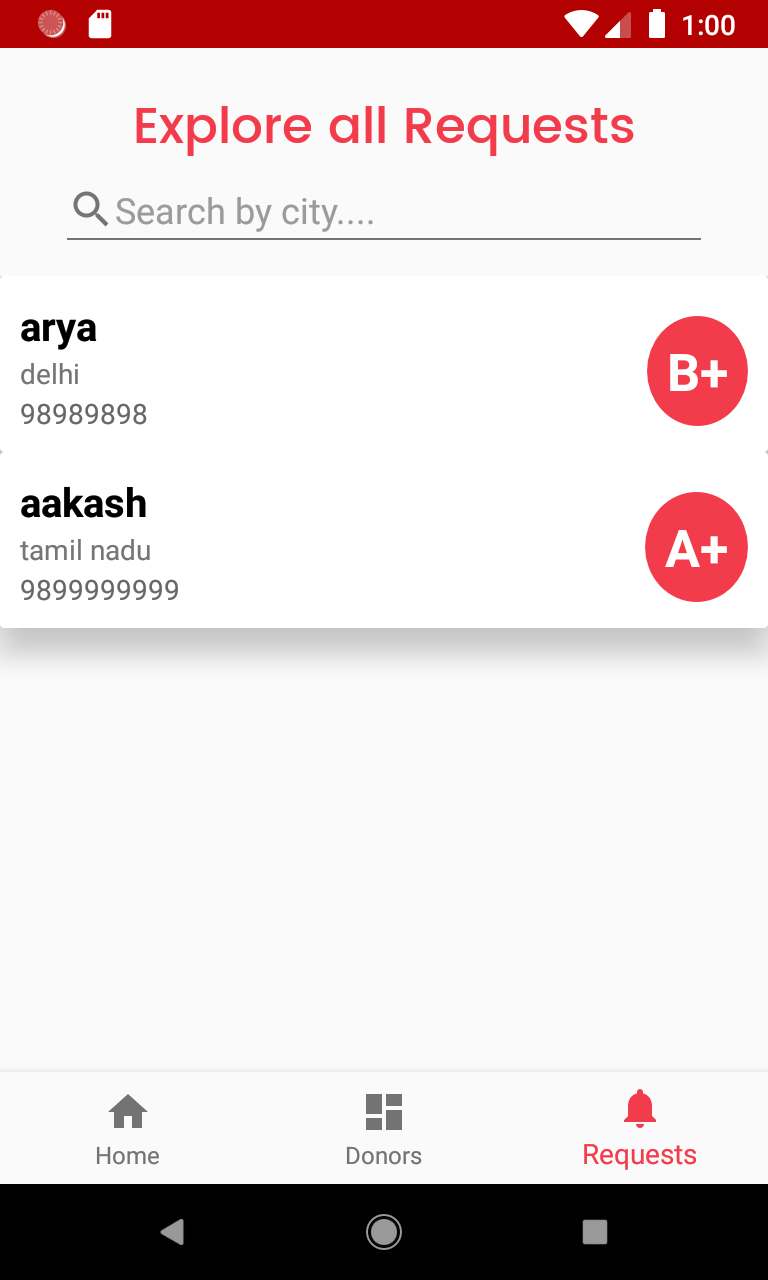 1:00
Explore all Requests
Search by city....
arya
delhi
98989898
B+
aakash
tamil nadu
9899999999
A+
Home
Donors
Requests